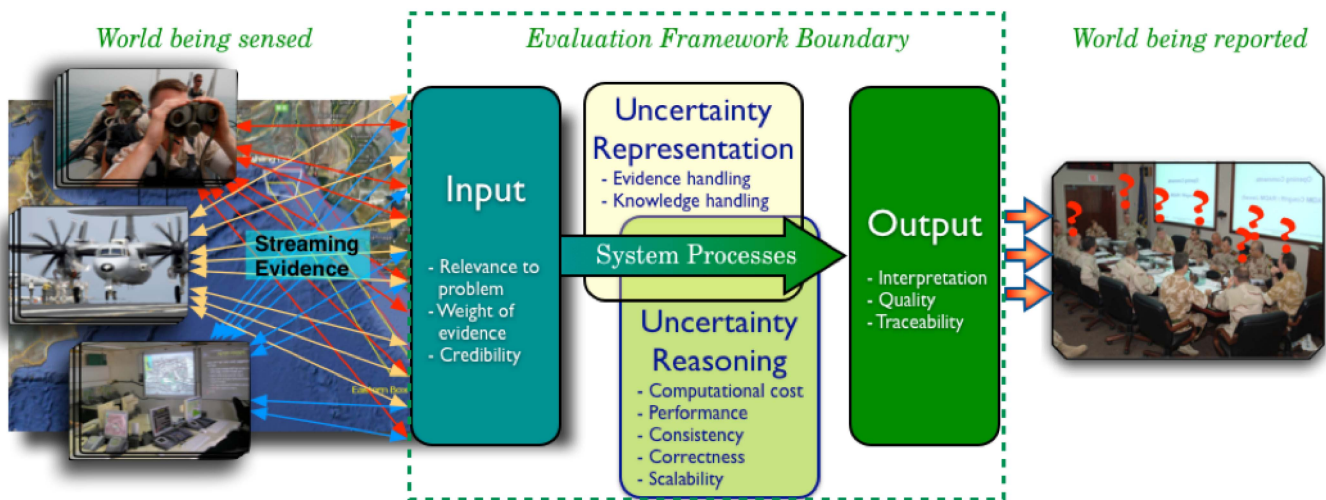 World being sensed
Evaluation Framework Boundary
World being reported
Streaming
Evidence
Input
- Relevance to
problem
- Weight of
evidence
- Credibility
Uncertainty
Representation
- Evidence handling
- Knowledge handling
System Processes
Uncertainty
Reasoning
- Computational cost
- Performance
- Consistency
- Correctness
- Scalability
Output
- Interpretation
- Quality
- Traceability
? ? ? ? ? ? ?